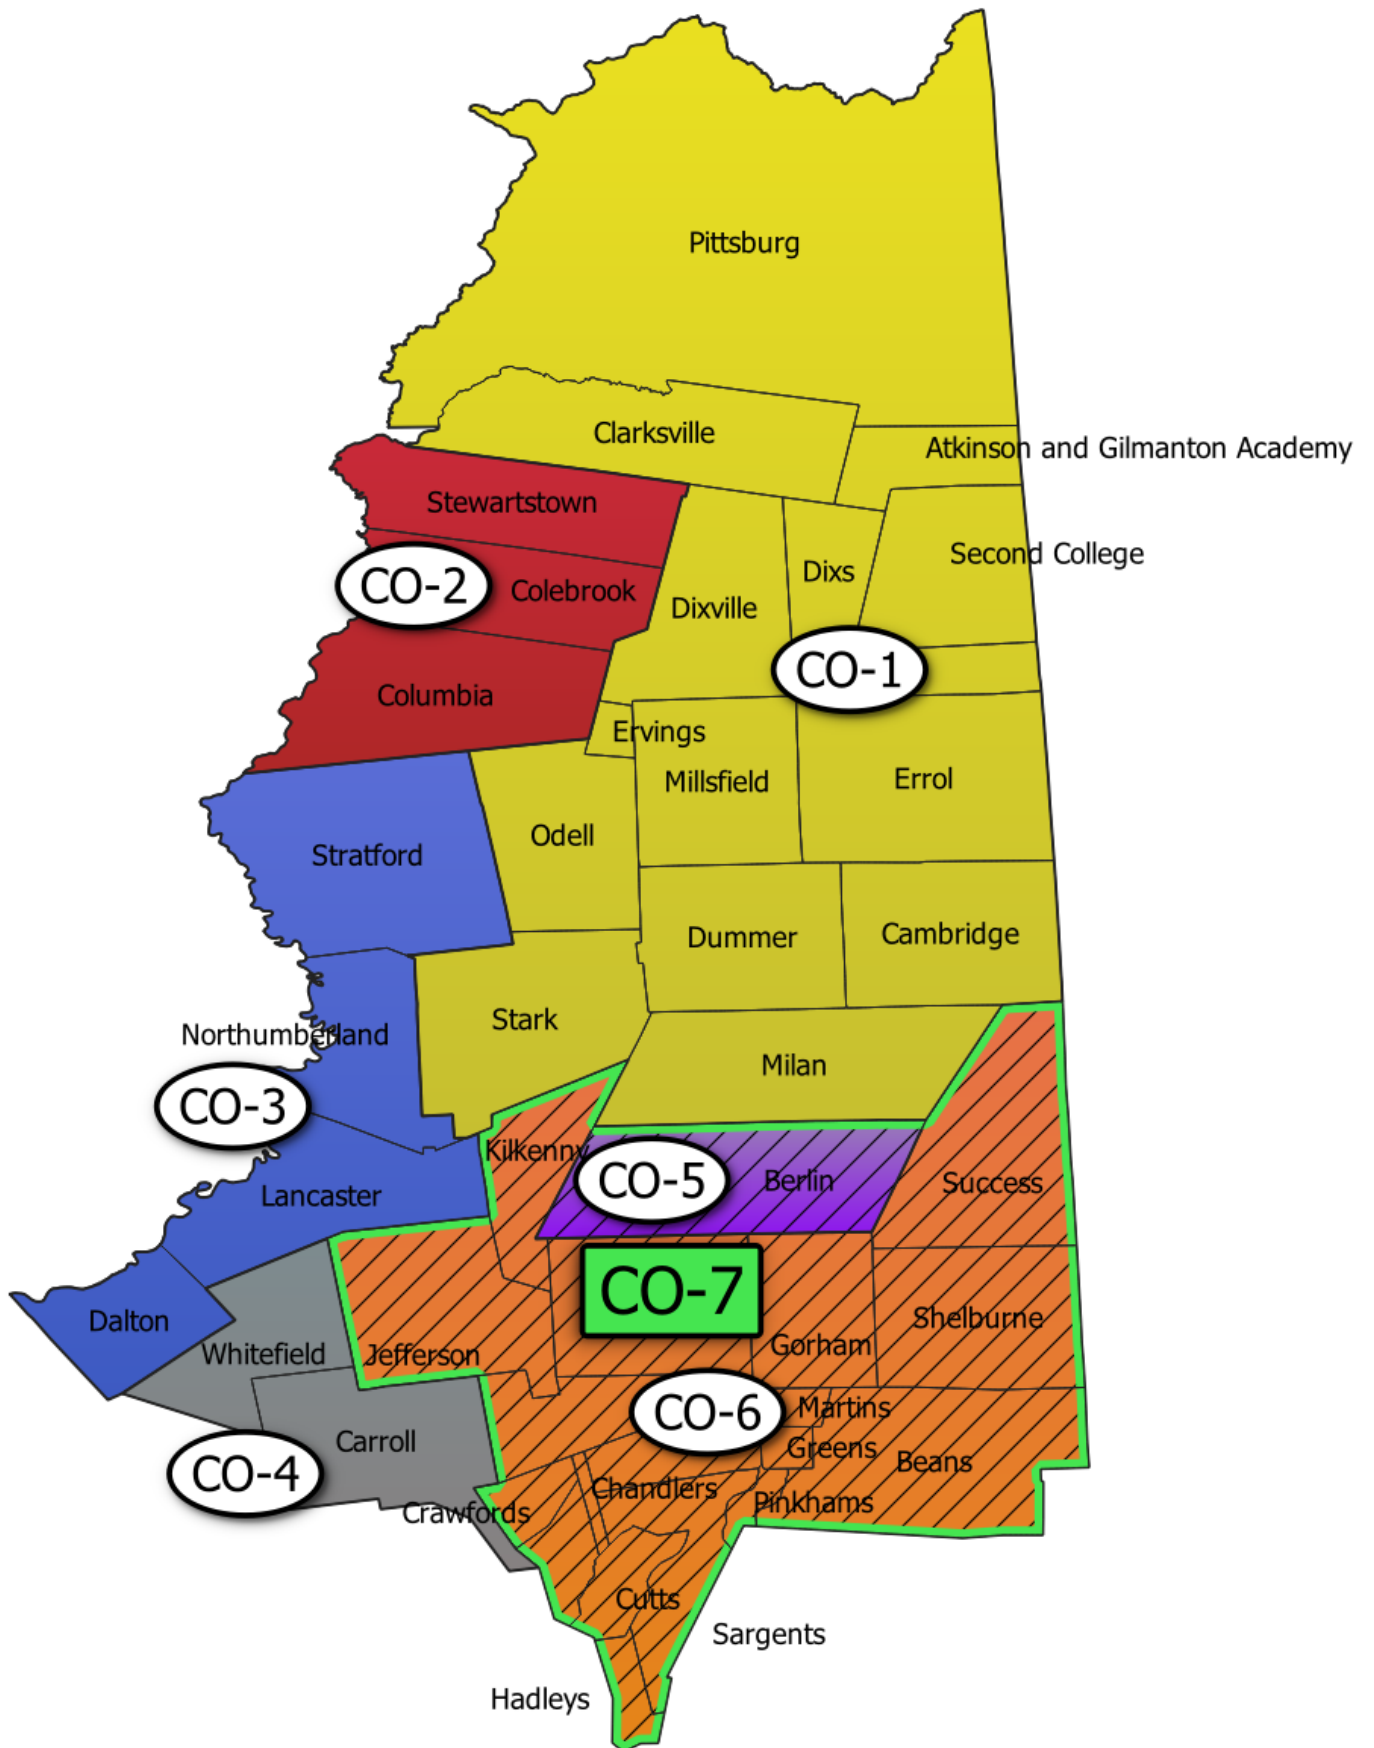 Pittsburg
Clarksville
Atkinson and Gilmanton Academy
Stewartstown
Second College
Dixs
CO-2
Colebrook
Dixville
CO-1
Columbia
Ervings
Millsfield
Errol
Odell
Stratford
Dummer
Cambridge
Stark
Northumberland
Milan
CO-3
Kilkenny
CO-5
Berlin
Success
Lancaster
CO-7
Dalton
Shelburne
Whitefield
Jefferson
Gorham
CO-6
Martins
Carroll
Greens
Beans
CO-4
Chandlers
Pinkhams
Crawfords
Cutts
Sargents
Hadleys